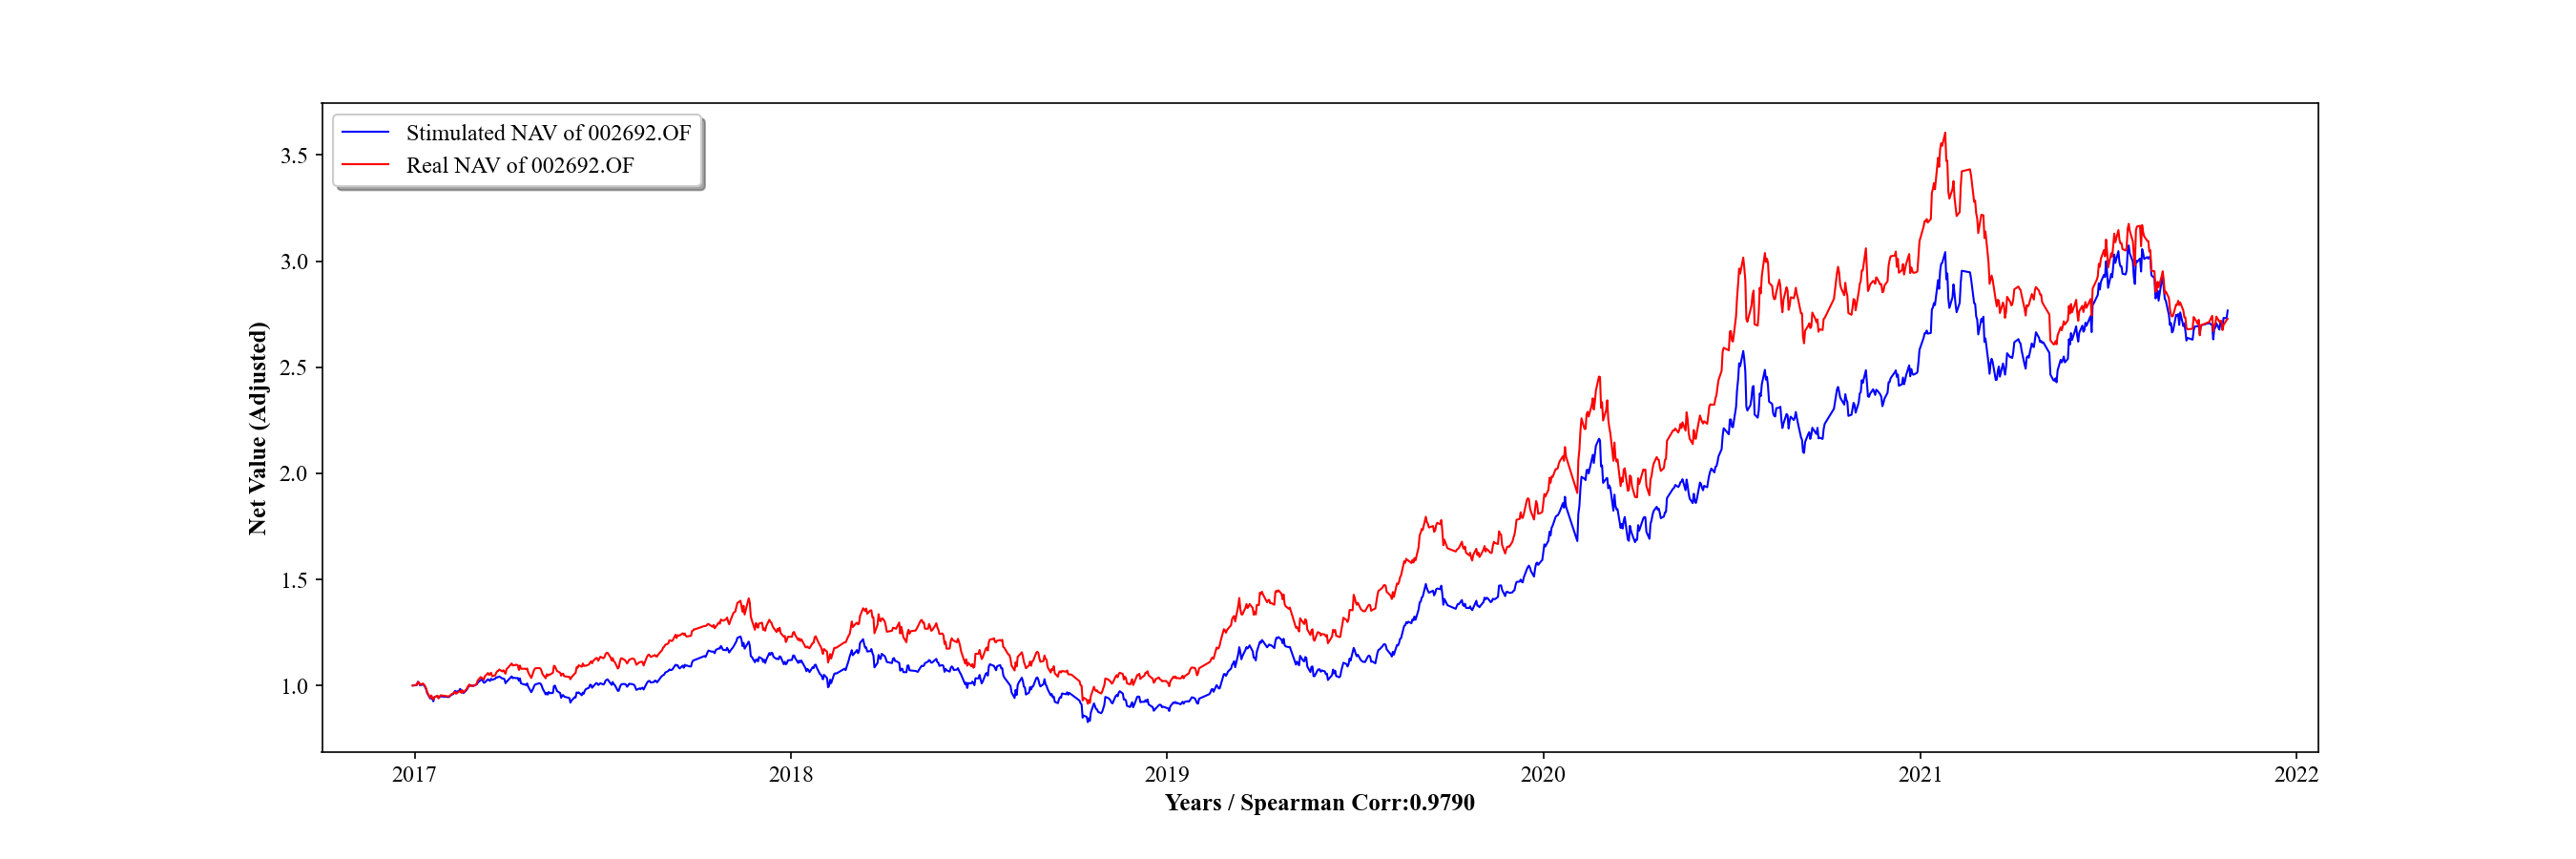 Stimulated NAV of 002692.OF
Real NAV of 002692.OF
Net Value (Adjusted)
3.5
3.0
2.5
2.0
1.5
1.0
2017 2018 2019 2020 2021 2022
Years / Spearman Corr:0.9790